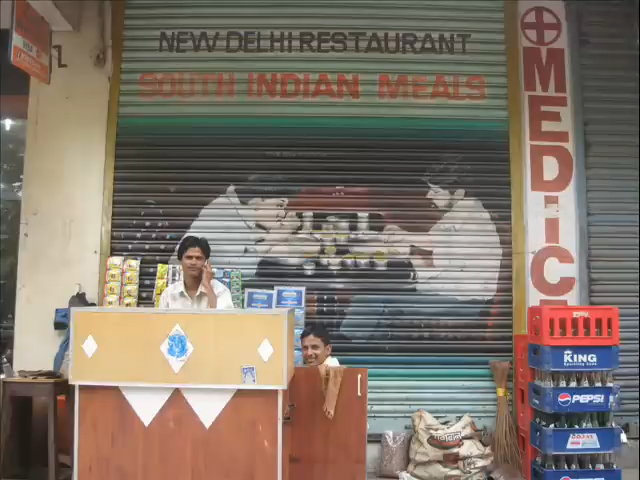 NEW DELHI RESTAURANT
SOUTH INDIAN MEALS
MEDIC
KING
PEPSI